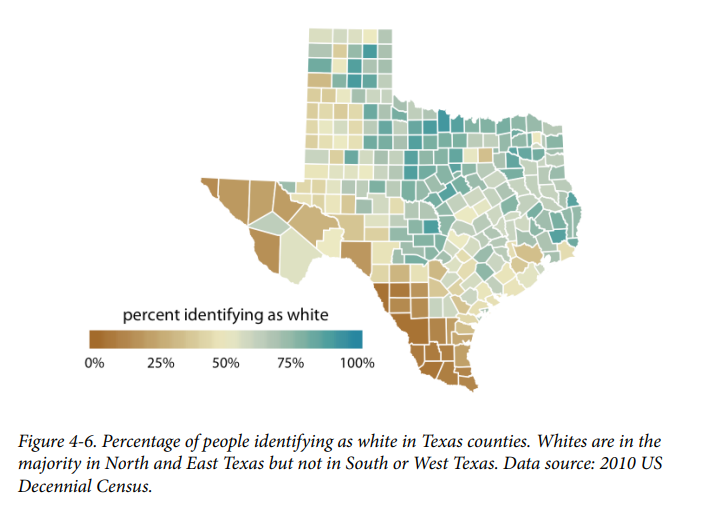 percent identifying as white
0% 25% 50% 75% 100%
Figure 4-6. Percentage of people identifying as white in Texas counties. Whites are in the
majority in North and East Texas but not in South or West Texas. Data source: 2010 US
Decennial Census.